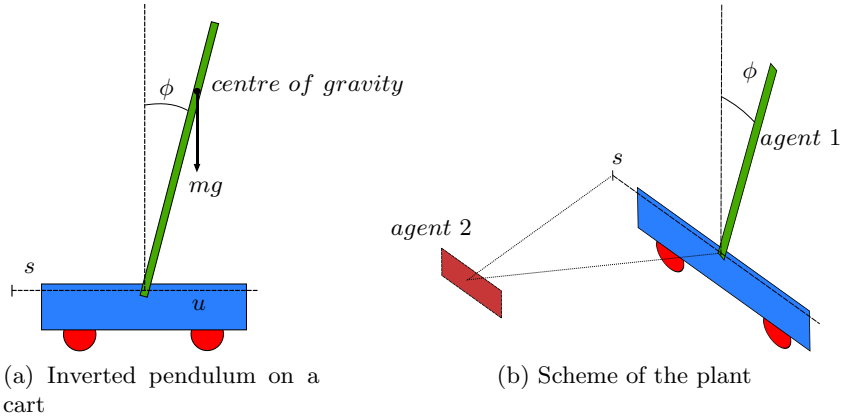 ϕ
centre of gravity
mg
s
u
(a) Inverted pendulum on a
cart
ϕ
agent 1
s
agent 2
(b) Scheme of the plant